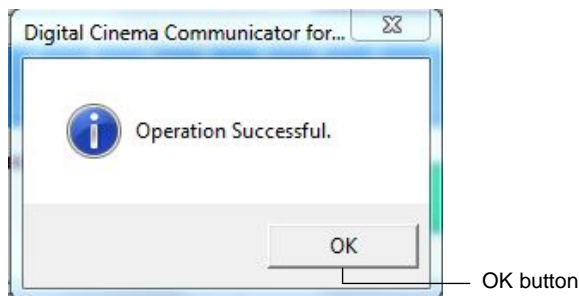 Digital Cinema Communicator for...
Operation Successful.
OK
OK button